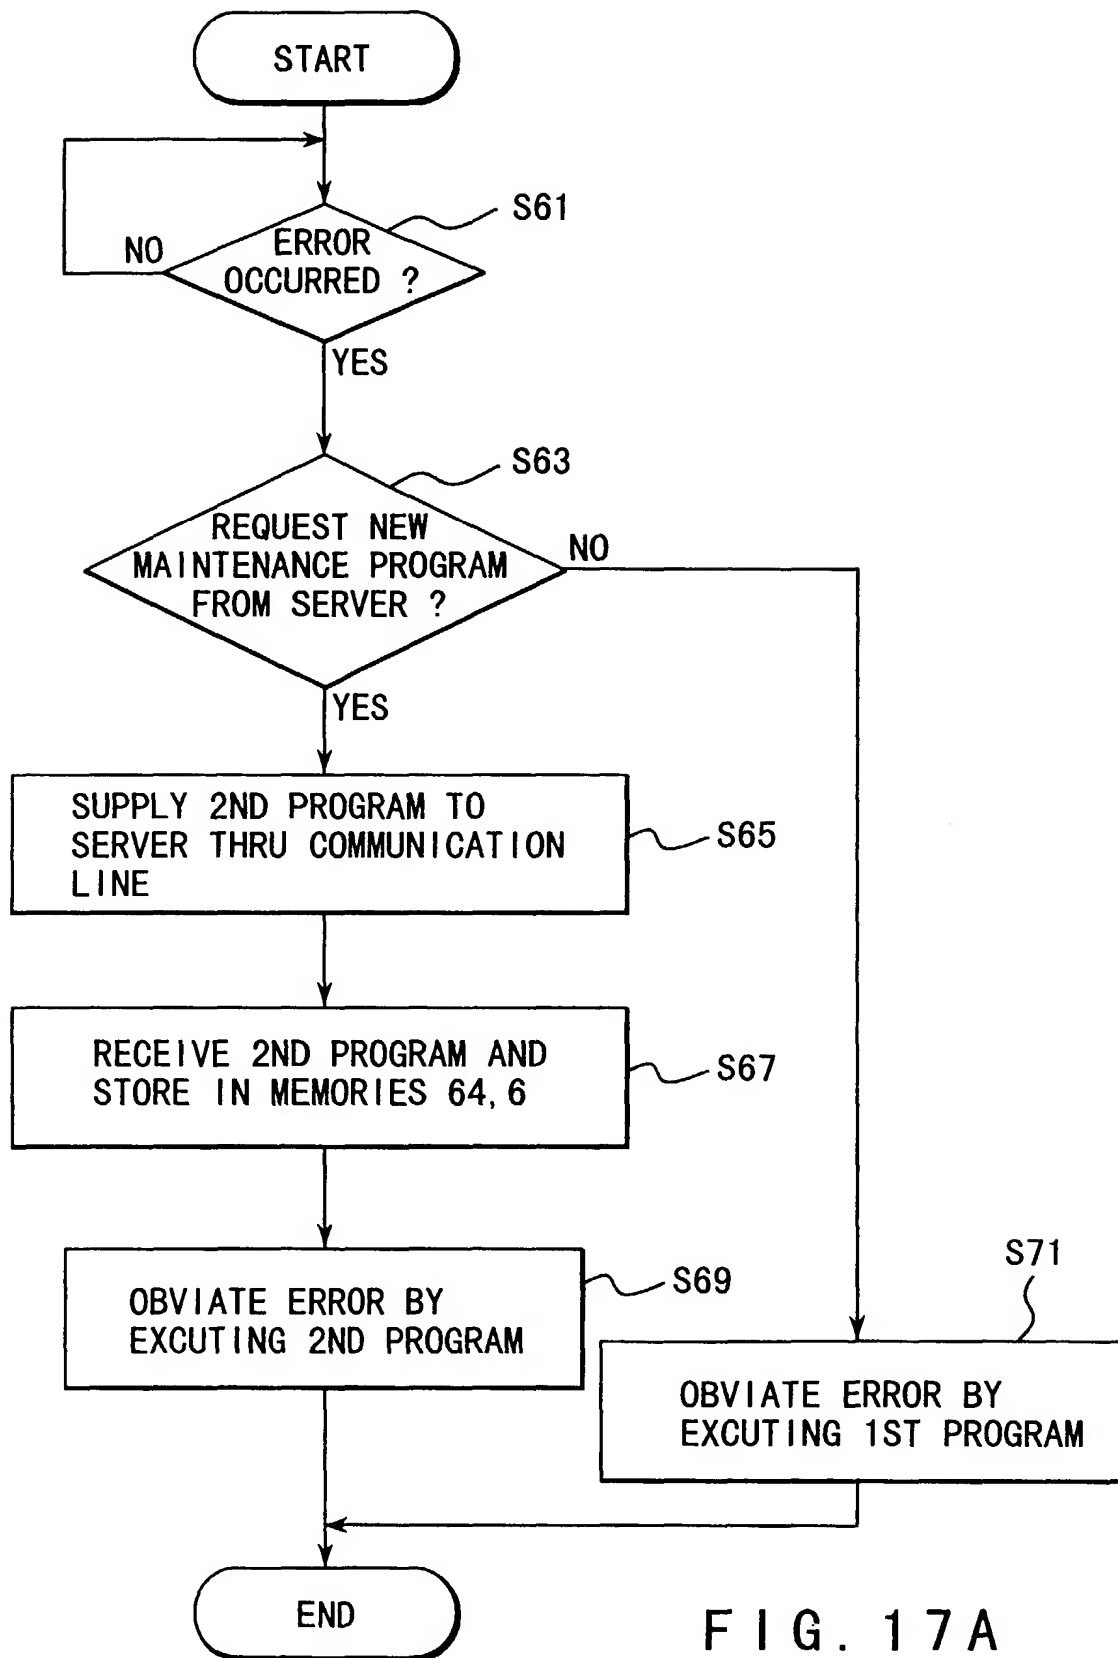 START
S61
ERROR
OCCURRED ?
NO
YES
S63
REQUEST NEW
MAINTENANCE PROGRAM
FROM SERVER ?
NO
YES
SUPPLY 2ND PROGRAM TO
SERVER THRU COMMUNICATION
LINE
S65
RECEIVE 2ND PROGRAM AND
STORE IN MEMORIES 64, 6
S67
OBVIATE ERROR BY
EXCUTING 2ND PROGRAM
S69
S71
OBVIATE ERROR BY
EXCUTING 1ST PROGRAM
END
FIG. 17A